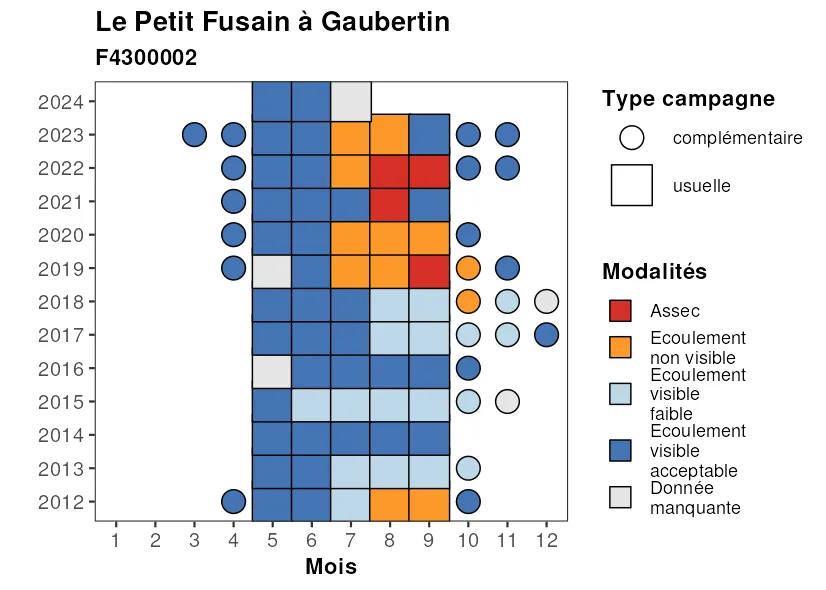 Le Petit Fusain à Gaubertin
F4300002
2024
2023
2022
2021
2020
2019
2018
2017
2016
2015
2014
2013
2012
1 2 3 4 5 6 7 8 9 10 11 12
Mois
Type campagne
complémentaire
usuelle
Modalités
Assec
Ecoulement
non visible
Ecoulement
visible
faible
Ecoulement
visible
acceptable
Donnée
manquante